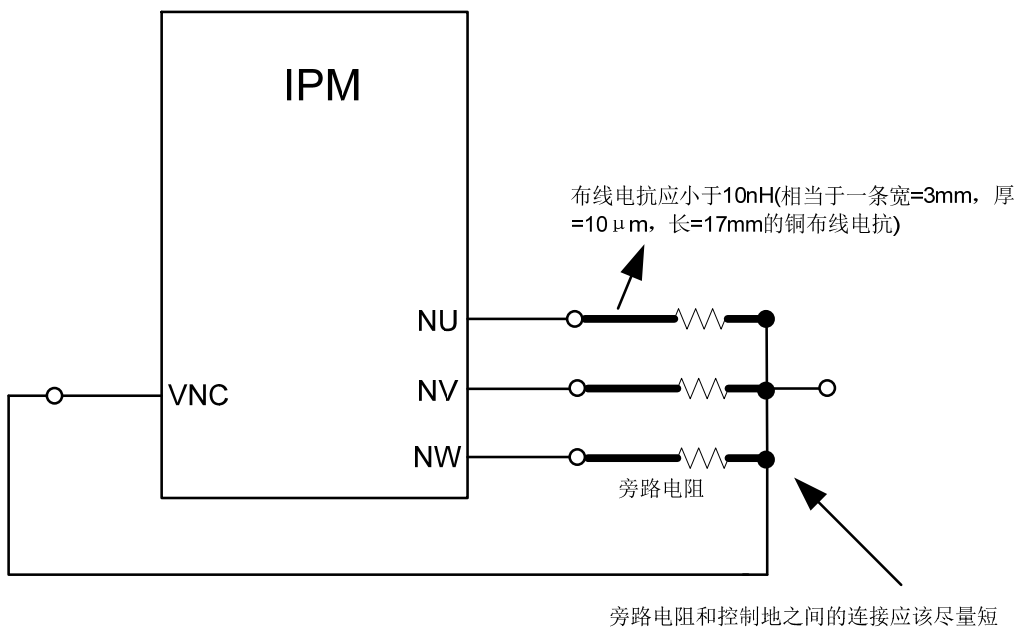 IPM
布线电抗应小于10nH(相当于一条宽=3mm，厚
=10μm，长=17mm的铜布线电抗)
NU
VNC
NV
NW
旁路电阻
旁路电阻和控制地之间的连接应该尽量短